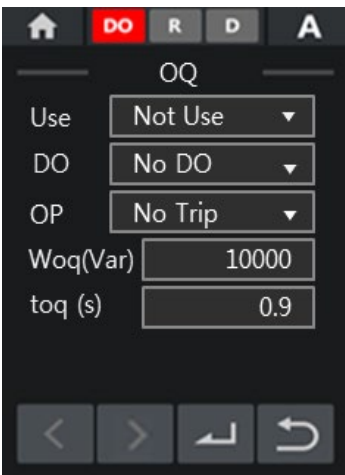 DO R D A
OQ
Use Not Use
DO No DO
OP No Trip
Woq(Var) 10000
toq (s) 0.9